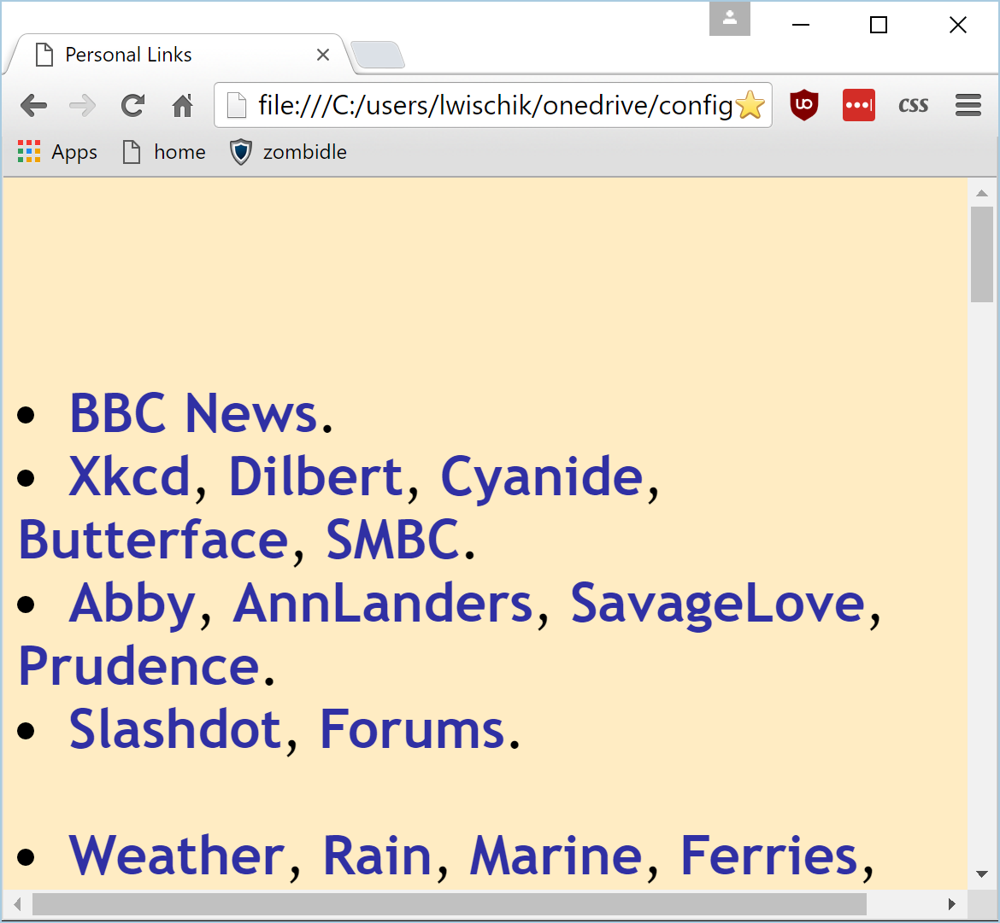 Personal Links
file:///C:/users/lwischik/onedrive/config
uo
css
Apps home zombidle
• BBC News.
• Xkcd, Dilbert, Cyanide,
Butterface, SMBC.
• Abby, AnnLanders, SavageLove,
Prudence.
• Slashdot, Forums.
• Weather, Rain, Marine, Ferries,